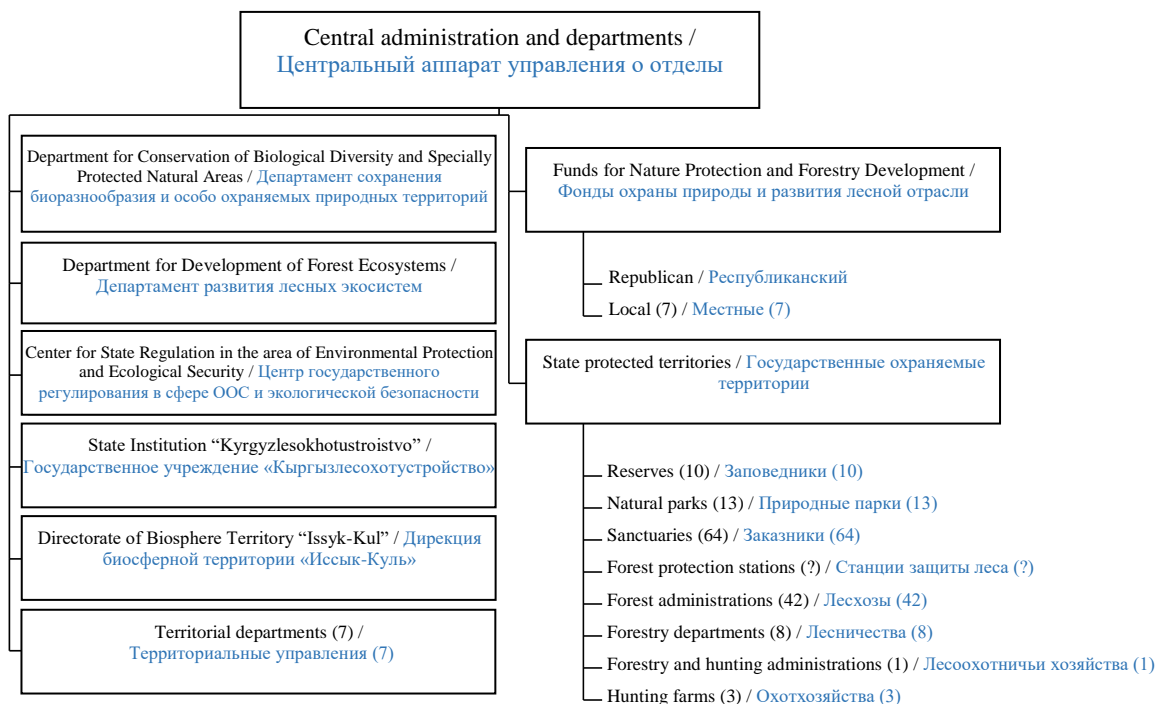 Central administration and departments /
Центральный аппарат управления о отделы
Department for Conservation of Biological Diversity and Specially
Protected Natural Areas / Департамент сохранения
биоразнообразия и особо охраняемых природных территорий
Department for Development of Forest Ecosystems /
Департамент развития лесных экосистем
Center for State Regulation in the area of Environmental Protection
and Ecological Security / Центр государственного
регулирования в сфере ООС и экологической безопасности
State Institution “Kyrgyzlesokhotustroistvo” /
Государственное учреждение «Кыргызлесохотустройство»
Directorate of Biosphere Territory “Issyk-Kul” / Дирекция
биосферной территории «Иссык-Куль»
Territorial departments (7) /
Территориальные управления (7)
Funds for Nature Protection and Forestry Development /
Фонды охраны природы и развития лесной отрасли
Republican / Республиканский
Local (7) / Местные (7)
State protected territories / Государственные охраняемые
территории
Reserves (10) / Заповедники (10)
Natural parks (13) / Природные парки (13)
Sanctuaries (64) / Заказники (64)
Forest protection stations (?) / Станции защиты леса (?)
Forest administrations (42) / Лесхозы (42)
Forestry departments (8) / Лесничества (8)
Forestry and hunting administrations (1) / Лесоохотничьи хозяйства (1)
Hunting farms (3) / Охотхозяйства (3)